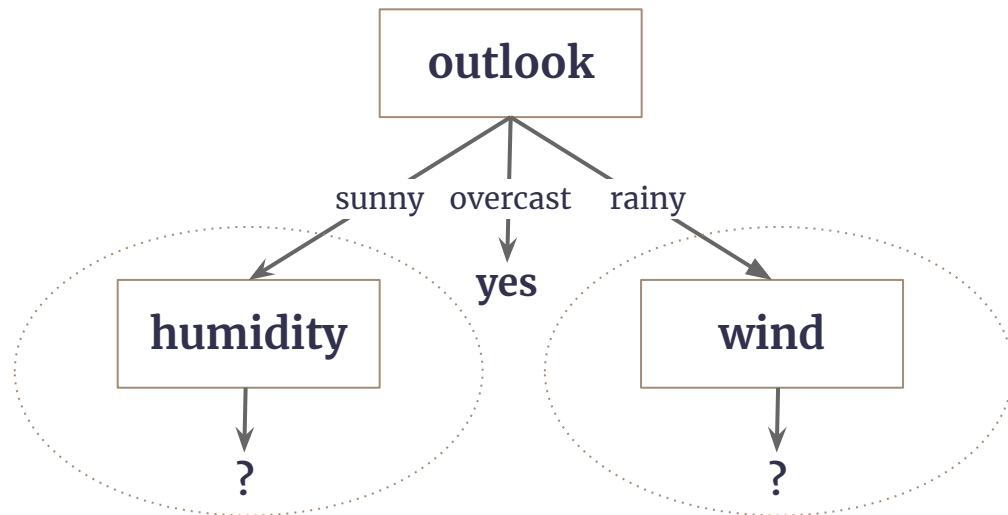 outlook
sunny
overcast
rainy
yes
humidity
wind
?
?